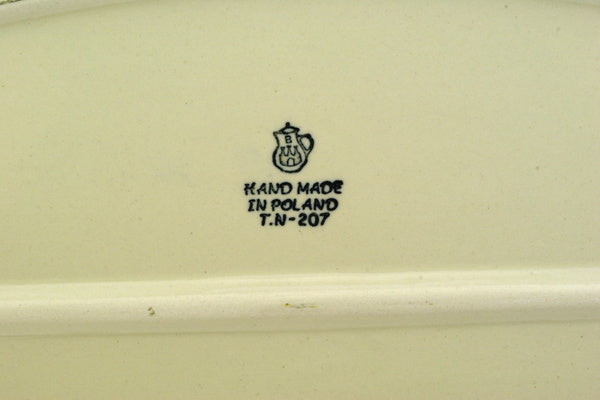 B
HAND MADE
IN POLAND
T.N-207